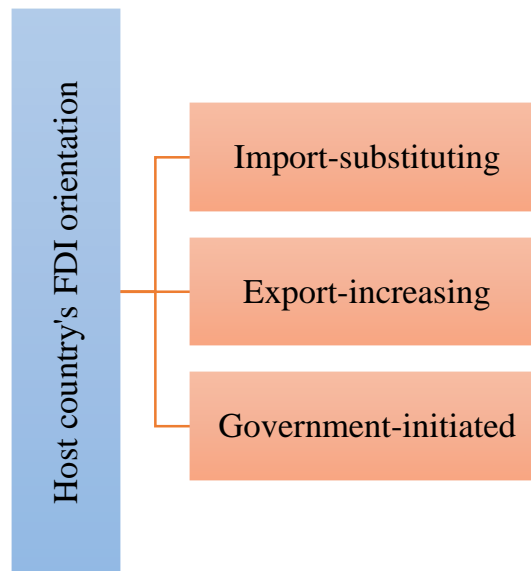 Host country's FDI orientation
Import-substituting
Export-increasing
Government-initiated